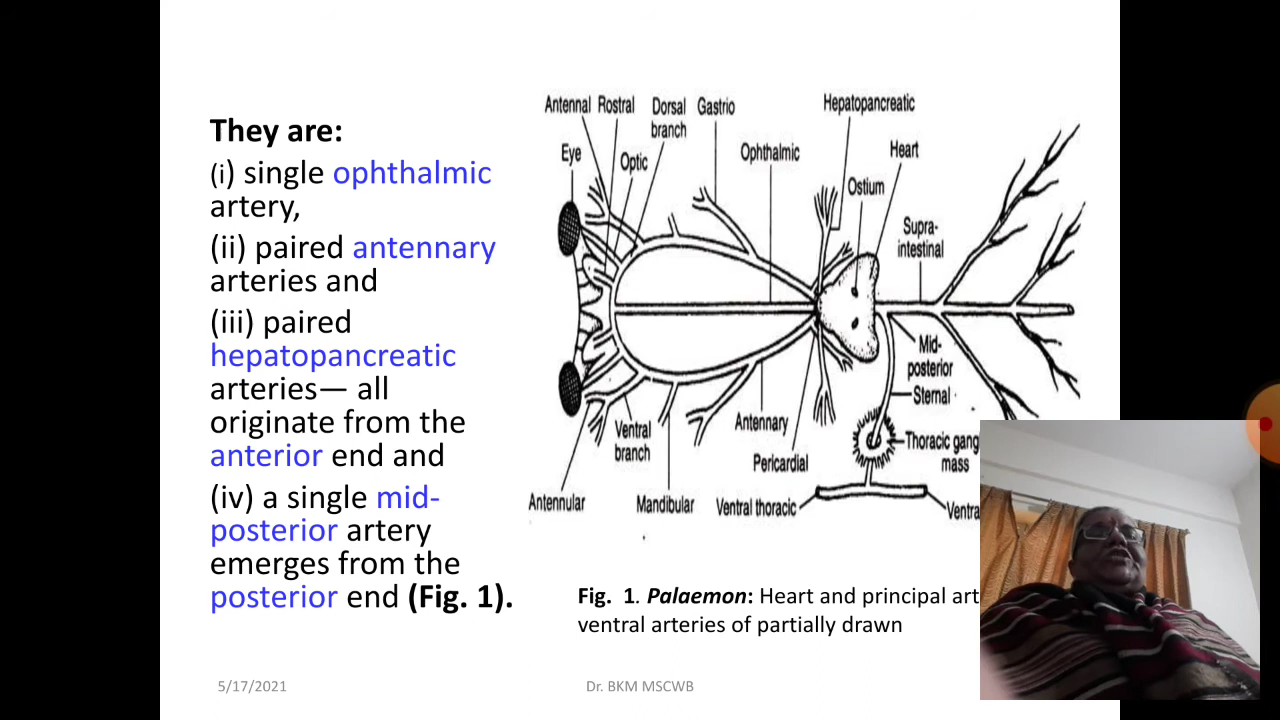 They are:
(i) single ophthalmic
artery,
(ii) paired antennary
arteries and
(iii) paired
hepatopancreatic
arteries— all
originate from the
anterior end and
(iv) a single mid-
posterior artery
emerges from the
posterior end (Fig. 1).
Antennal Rostral Dorsal branch Gastrio Hepatopancreatic
Eye Optic Ophthalmic Heart
Ostium
Supra-
intestinal
Mid-
posterior
Sternal
Thoracic gang
mass
Ventral
branch
Antennary
Pericardial
Antennular Mandibular Ventral thoracic Ventra
Fig. 1. Palaemon: Heart and principal art
ventral arteries of partially drawn
5/17/2021 Dr. BKM MSCWB